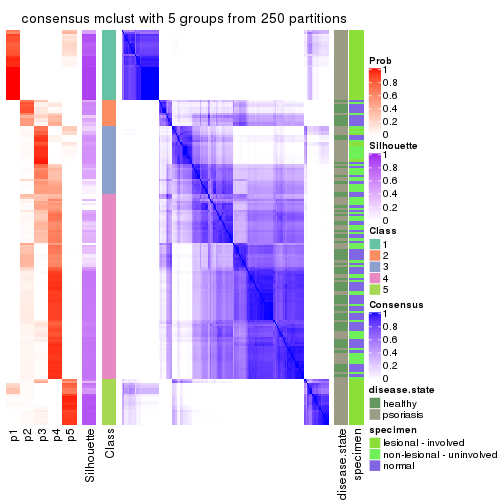 consensus mclust with 5 groups from 250 partitions
Prob
1
0.8
0.6
0.4
0.2
0
Silhouette
1
0.8
0.6
0.4
0.2
0
Class
1
2
3
4
5
Consensus
1
0.8
0.6
0.4
0.2
0
disease.state
healthy
psoriasis
specimen
lesional - involved
non-lesional - uninvolved
normal
p1
p2
p3
p4
p5
Silhouette
Class
disease.state
specimen